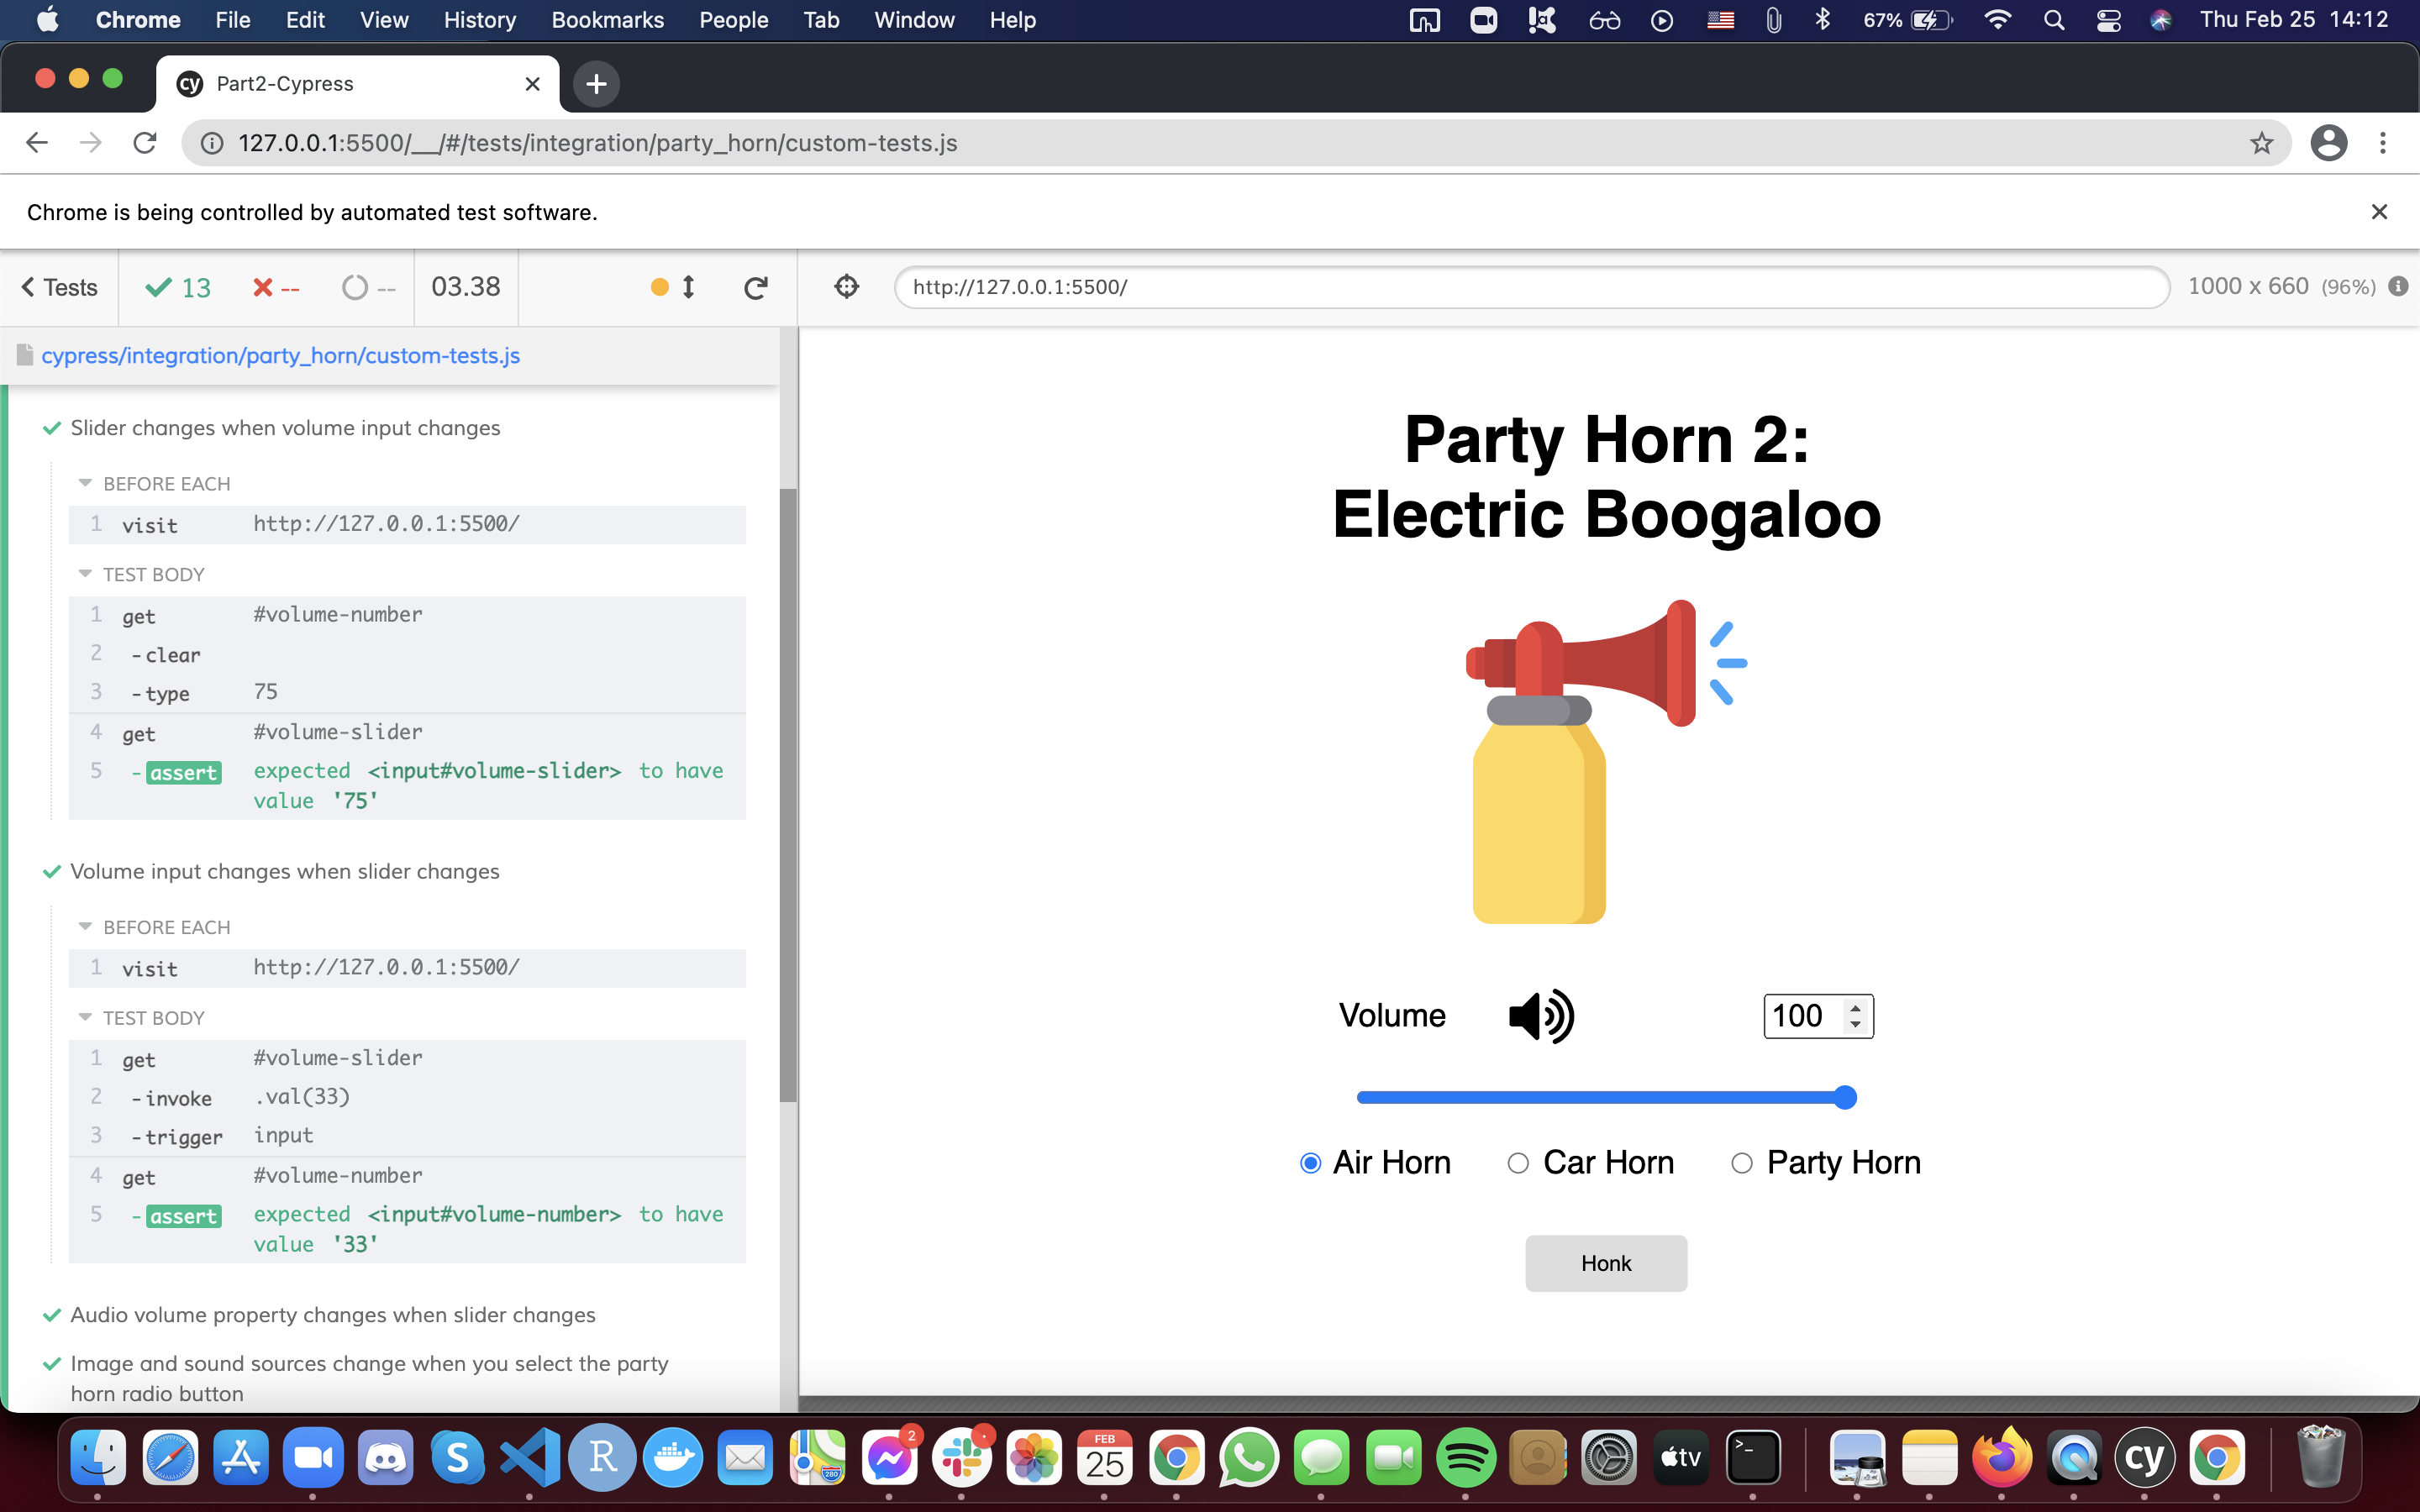 Chrome File Edit View History Bookmarks People Tab Window Help 67% Thu Feb 25 14:12
cy Part2-Cypress
127.0.0.1:5500/__/#/tests/integration/party_horn/custom-tests.js
Chrome is being controlled by automated test software.
Tests 13 -- -- 03.38 http://127.0.0.1:5500/ 1000 x 660 (96%)
cypress/integration/party_horn/custom-tests.js
Slider changes when volume input changes
BEFORE EACH
1 visit http://127.0.0.1:5500/
TEST BODY
1 get #volume-number
2 -clear
3 -type 75
4 get #volume-slider
5 -assert expected <input#volume-slider> to have
value '75'
Volume input changes when slider changes
BEFORE EACH
1 visit http://127.0.0.1:5500/
TEST BODY
1 get #volume-slider
2 -invoke .val(33)
3 -trigger input
4 get #volume-number
5 -assert expected <input#volume-number> to have
value '33'
Audio volume property changes when slider changes
Image and sound sources change when you select the party
horn radio button
Party Horn 2:
Electric Boogaloo
Volume 100
Air Horn Car Horn Party Horn
Honk
S R 280 2 FEB 25 tv >_ cy